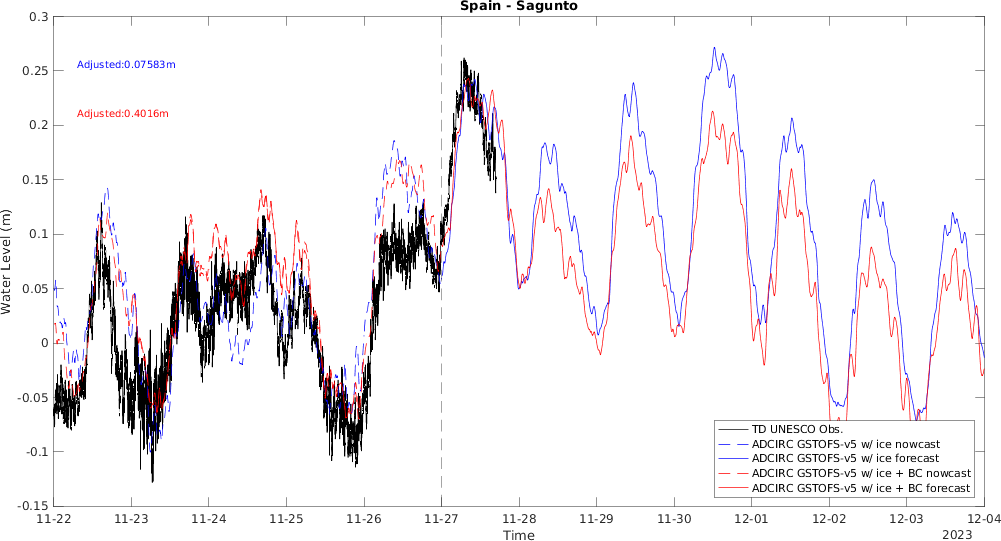 Spain - Sagunto
0.3
0.25
0.2
0.15
0.1
0.05
0
-0.05
-0.1
-0.15
Water Level (m)
Adjusted:0.07583m
Adjusted:0.4016m
TD UNESCO Obs.
ADCIRC GSTOFS-v5 w/ ice nowcast
ADCIRC GSTOFS-v5 w/ ice forecast
ADCIRC GSTOFS-v5 w/ ice + BC nowcast
ADCIRC GSTOFS-v5 w/ ice + BC forecast
11-22 11-23 11-24 11-25 11-26 11-27 11-28 11-29 11-30 12-01 12-02 12-03 12-04
Time
2023